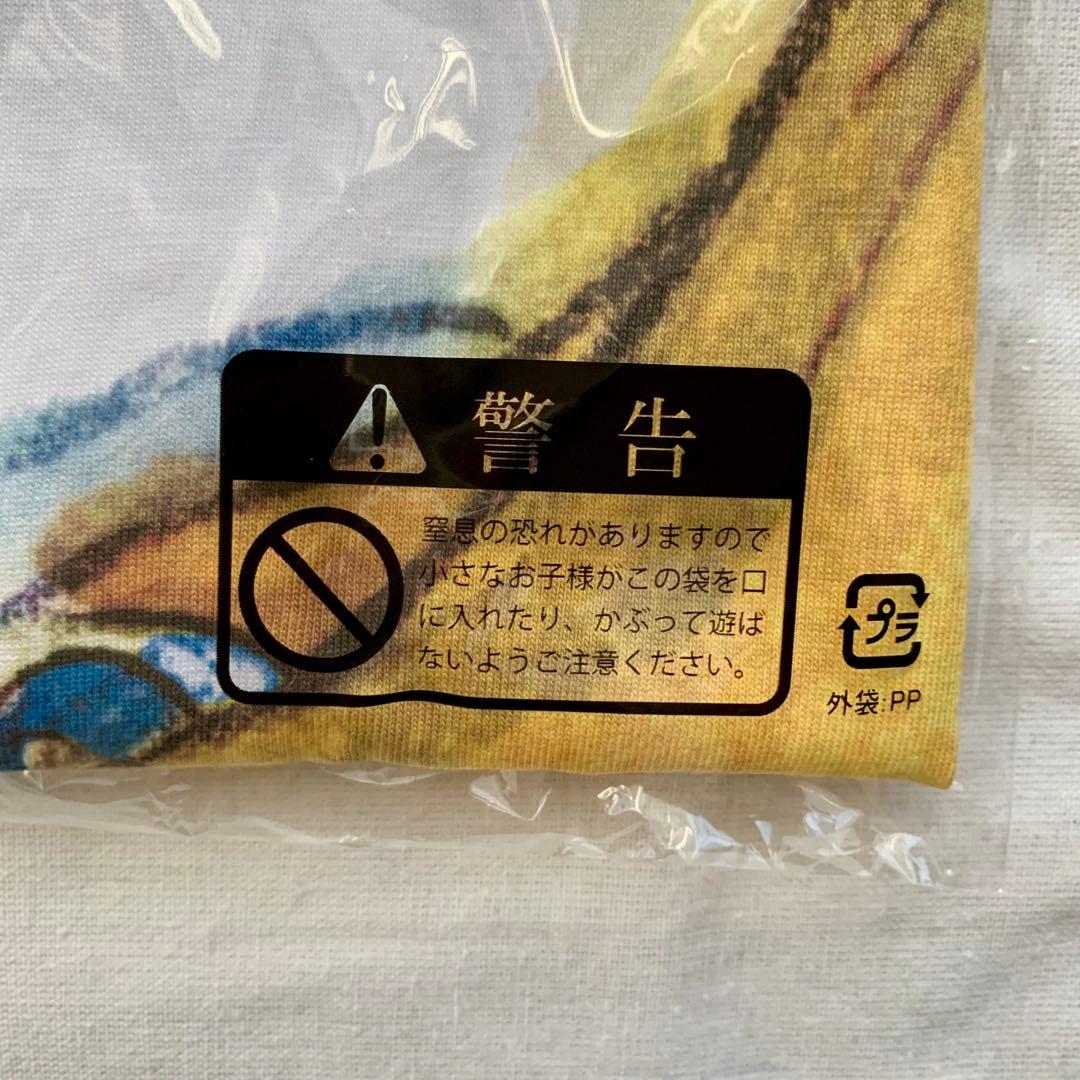 警告
窒息の恐れがありますので
小さなお子様がこの袋を口
に入れたり、かぶって遊ば
ないようご注意ください。
プラ
外袋:PP